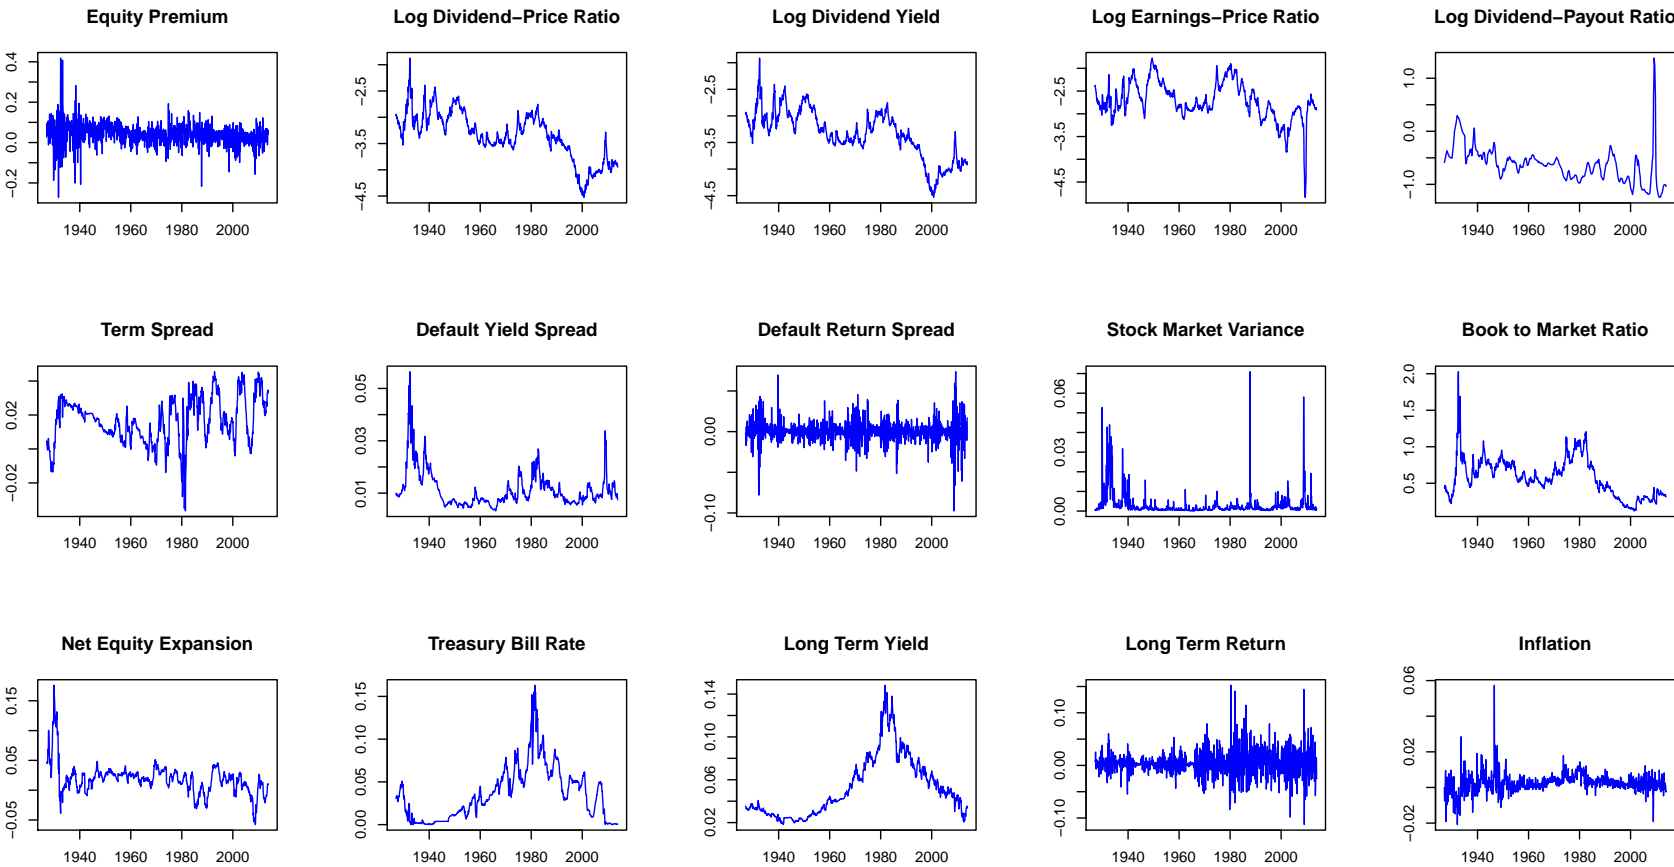 Equity Premium
0.4
0.2
0.0
−0.2
1940 1960 1980 2000
Log Dividend−Price Ratio
−2.5
−3.5
−4.5
1940 1960 1980 2000
Log Dividend Yield
−2.5
−3.5
−4.5
1940 1960 1980 2000
Log Earnings−Price Ratio
−2.5
−3.5
−4.5
1940 1960 1980 2000
Log Dividend−Payout Ratio
1.0
0.0
−1.0
1940 1960 1980 2000
Term Spread
0.02
−0.02
1940 1960 1980 2000
Default Yield Spread
0.05
0.03
0.01
1940 1960 1980 2000
Default Return Spread
0.00
−0.10
1940 1960 1980 2000
Stock Market Variance
0.06
0.03
0.00
1940 1960 1980 2000
Book to Market Ratio
2.0
1.5
1.0
0.5
1940 1960 1980 2000
Net Equity Expansion
0.15
0.05
−0.05
1940 1960 1980 2000
Treasury Bill Rate
0.15
0.10
0.05
0.00
1940 1960 1980 2000
Long Term Yield
0.14
0.10
0.06
0.02
1940 1960 1980 2000
Long Term Return
0.10
0.00
−0.10
1940 1960 1980 2000
Inflation
0.06
0.02
−0.02
1940 1960 1980 2000